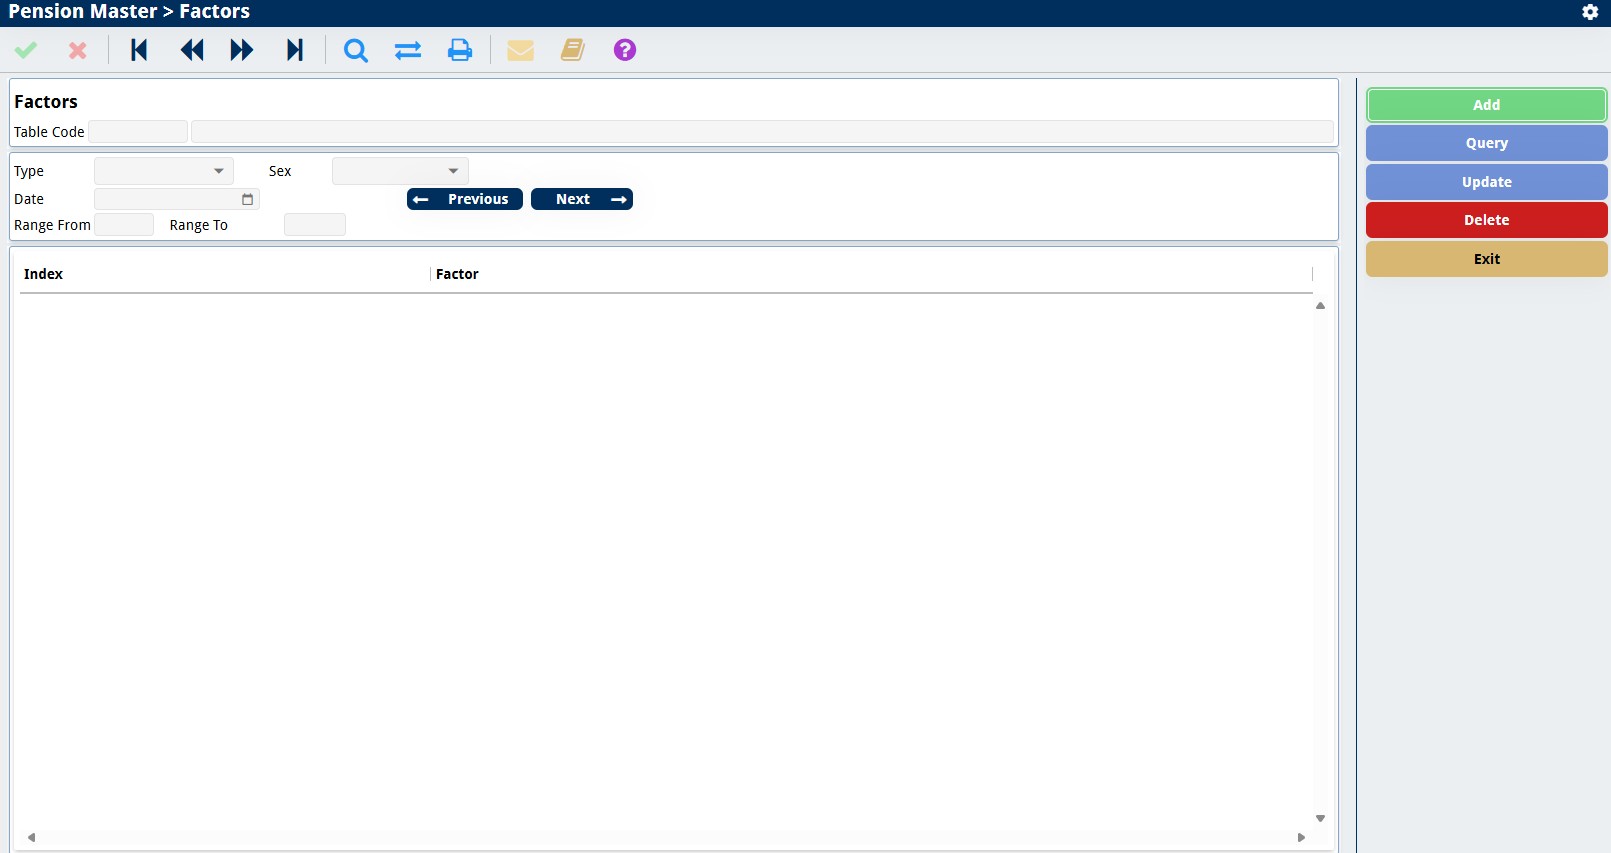 Pension Master > Factors
Factors
Table Code
Type Sex
Date Previous Next
Range From Range To
Index Factor
Add
Query
Update
Delete
Exit